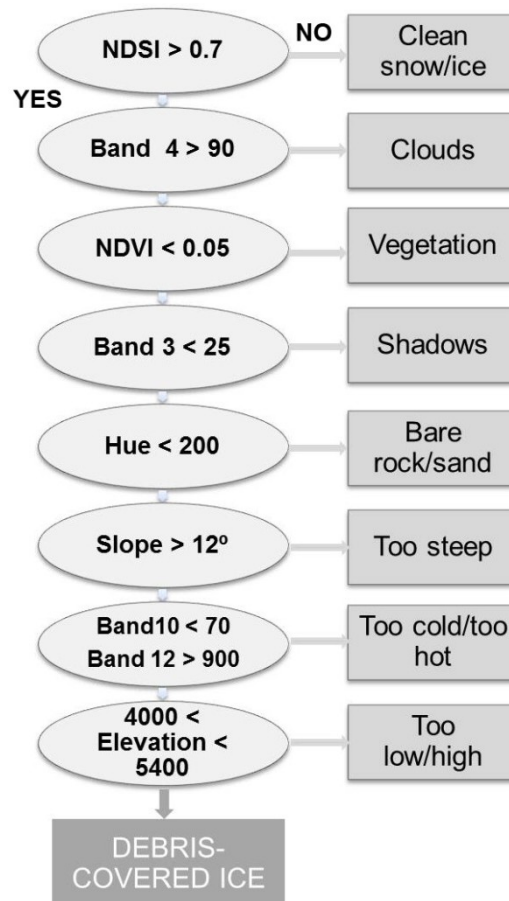 NDSI > 0.7
NO
Clean
snow/ice
YES
Band 4 > 90
Clouds
NDVI < 0.05
Vegetation
Band 3 < 25
Shadows
Hue < 200
Bare
rock/sand
Slope > 12º
Too steep
Band10 < 70
Band 12 > 900
Too cold/too
hot
4000 <
Elevation <
5400
Too
low/high
DEBRIS-
COVERED ICE